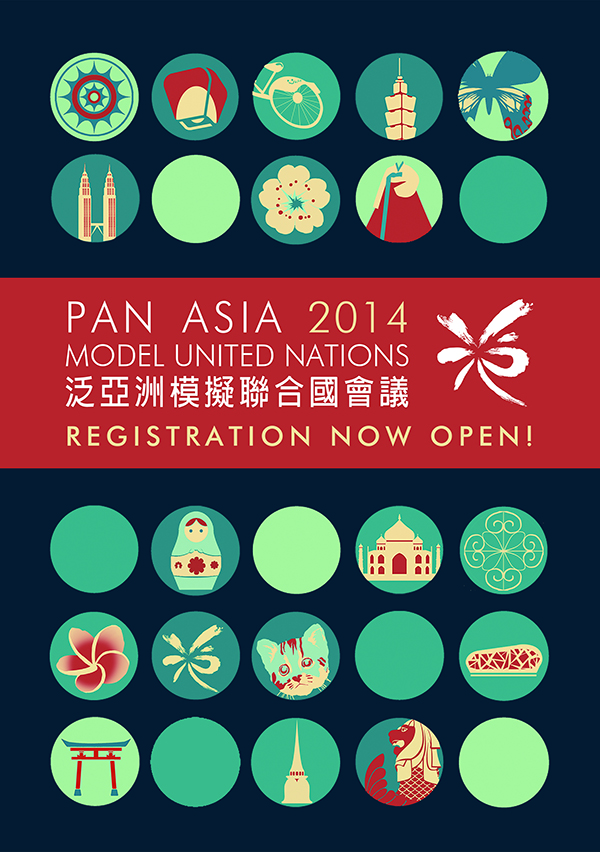 PAN ASIA 2014
MODEL UNITED NATIONS
泛亞洲模擬聯合國會議
REGISTRATION NOW OPEN!